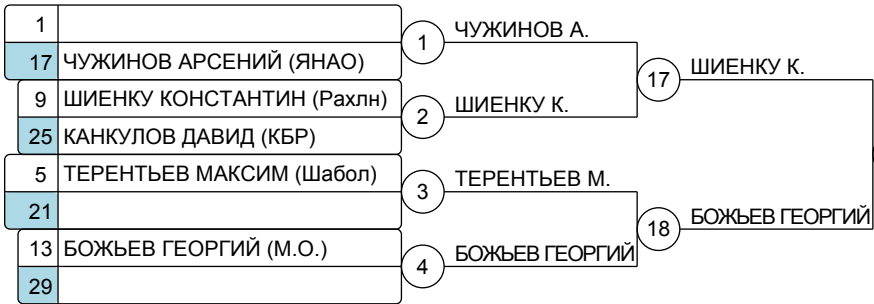 1
1
ЧУЖИНОВ А.
17 ЧУЖИНОВ АРСЕНИЙ (ЯНАО)
17
ШИЕНКУ К.
9 ШИЕНКУ КОНСТАНТИН (Рахлн)
2
ШИЕНКУ К.
25 КАНКУЛОВ ДАВИД (КБР)
5 ТЕРЕНТЬЕВ МАКСИМ (Шабол)
3
ТЕРЕНТЬЕВ М.
21
18
БОЖЬЕВ ГЕОРГИЙ
13 БОЖЬЕВ ГЕОРГИЙ (М.О.)
4
БОЖЬЕВ ГЕОРГИЙ
29